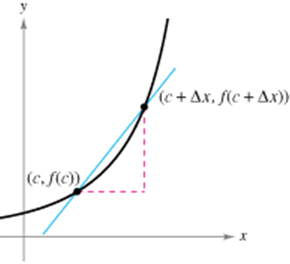 y
(c + Δx, f(c + Δx))
(c, f(c))
x